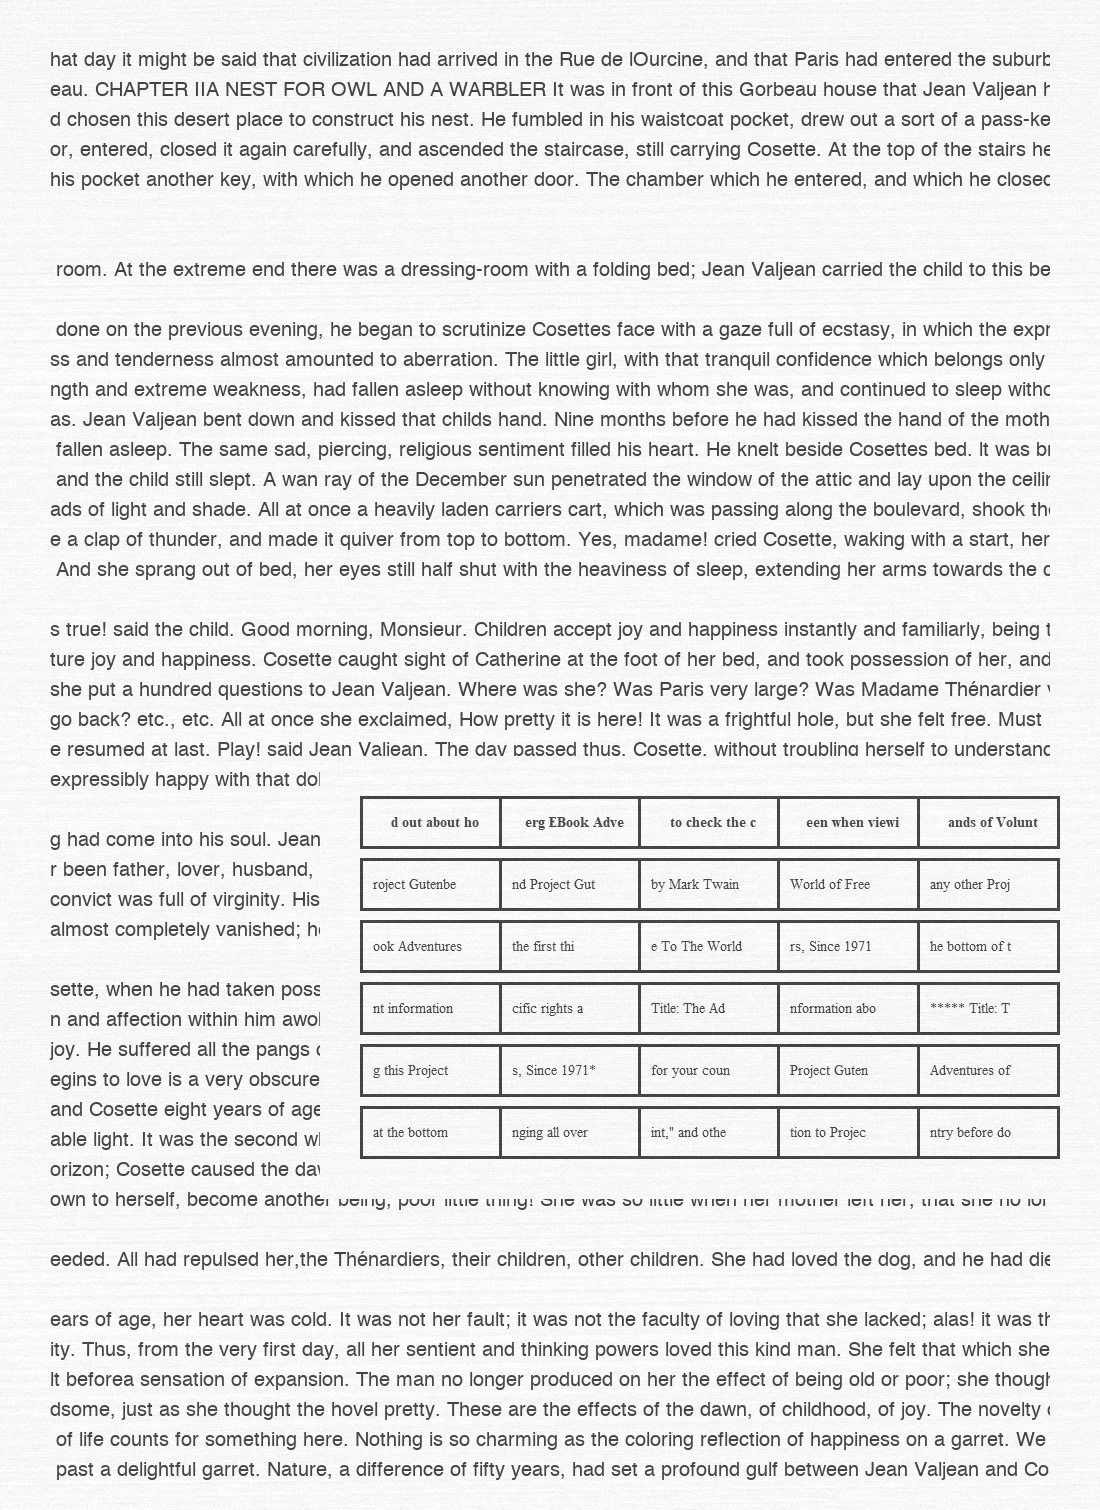 hat day it might be said that civilization had arrived in the Rue de lOurcine, and that Paris had entered the suburb
eau. CHAPTER IIA NEST FOR OWL AND A WARBLER It was in front of this Gorbeau house that Jean Valjean h
d chosen this desert place to construct his nest. He fumbled in his waistcoat pocket, drew out a sort of a pass-ke
or, entered, closed it again carefully, and ascended the staircase, still carrying Cosette. At the top of the stairs he
his pocket another key, with which he opened another door. The chamber which he entered, and which he closed
room. At the extreme end there was a dressing-room with a folding bed; Jean Valjean carried the child to this be
done on the previous evening, he began to scrutinize Cosettes face with a gaze full of ecstasy, in which the expr
ss and tenderness almost amounted to aberration. The little girl, with that tranquil confidence which belongs only
ngth and extreme weakness, had fallen asleep without knowing with whom she was, and continued to sleep witho
as. Jean Valjean bent down and kissed that childs hand. Nine months before he had kissed the hand of the moth
fallen asleep. The same sad, piercing, religious sentiment filled his heart. He knelt beside Cosettes bed. It was br
and the child still slept. A wan ray of the December sun penetrated the window of the attic and lay upon the ceilin
ads of light and shade. All at once a heavily laden carriers cart, which was passing along the boulevard, shook the
e a clap of thunder, and made it quiver from top to bottom. Yes, madame! cried Cosette, waking with a start, her
And she sprang out of bed, her eyes still half shut with the heaviness of sleep, extending her arms towards the c
s true! said the child. Good morning, Monsieur. Children accept joy and happiness instantly and familiarly, being t
ture joy and happiness. Cosette caught sight of Catherine at the foot of her bed, and took possession of her, and
she put a hundred questions to Jean Valjean. Where was she? Was Paris very large? Was Madame Thénardier v
go back? etc., etc. All at once she exclaimed, How pretty it is here! It was a frightful hole, but she felt free. Must
e resumed at last. Play! said Jean Valjean. The day passed thus. Cosette, without troubling herself to understand
expressibly happy with that dol
g had come into his soul. Jean
r been father, lover, husband,
convict was full of virginity. His
almost completely vanished; he
sette, when he had taken poss
n and affection within him awo
joy. He suffered all the pangs o
egins to love is a very obscure
and Cosette eight years of age
able light. It was the second wh
orizon; Cosette caused the daw
d out about ho erg EBook Adve to check the c een when viewi ands of Volunt
roject Gutenbe nd Project Gut by Mark Twain World of Free any other Proj
ook Adventures the first thi e To The World rs, Since 1971 he bottom of t
nt information cific rights a Title: The Ad nformation abo ***** Title: T
g this Project s, Since 1971* for your coun Project Guten Adventures of
at the bottom nging all over int," and othe tion to Projec ntry before do
own to herself, become another being, poor little thing! She was so little when her mother left her, that she no lon
eeded. All had repulsed her,the Thénardiers, their children, other children. She had loved the dog, and he had die
ears of age, her heart was cold. It was not her fault; it was not the faculty of loving that she lacked; alas! it was th
ity. Thus, from the very first day, all her sentient and thinking powers loved this kind man. She felt that which she
lt beforea sensation of expansion. The man no longer produced on her the effect of being old or poor; she though
dsome, just as she thought the hovel pretty. These are the effects of the dawn, of childhood, of joy. The novelty o
of life counts for something here. Nothing is so charming as the coloring reflection of happiness on a garret. We
past a delightful garret. Nature, a difference of fifty years, had set a profound gulf between Jean Valjean and Co